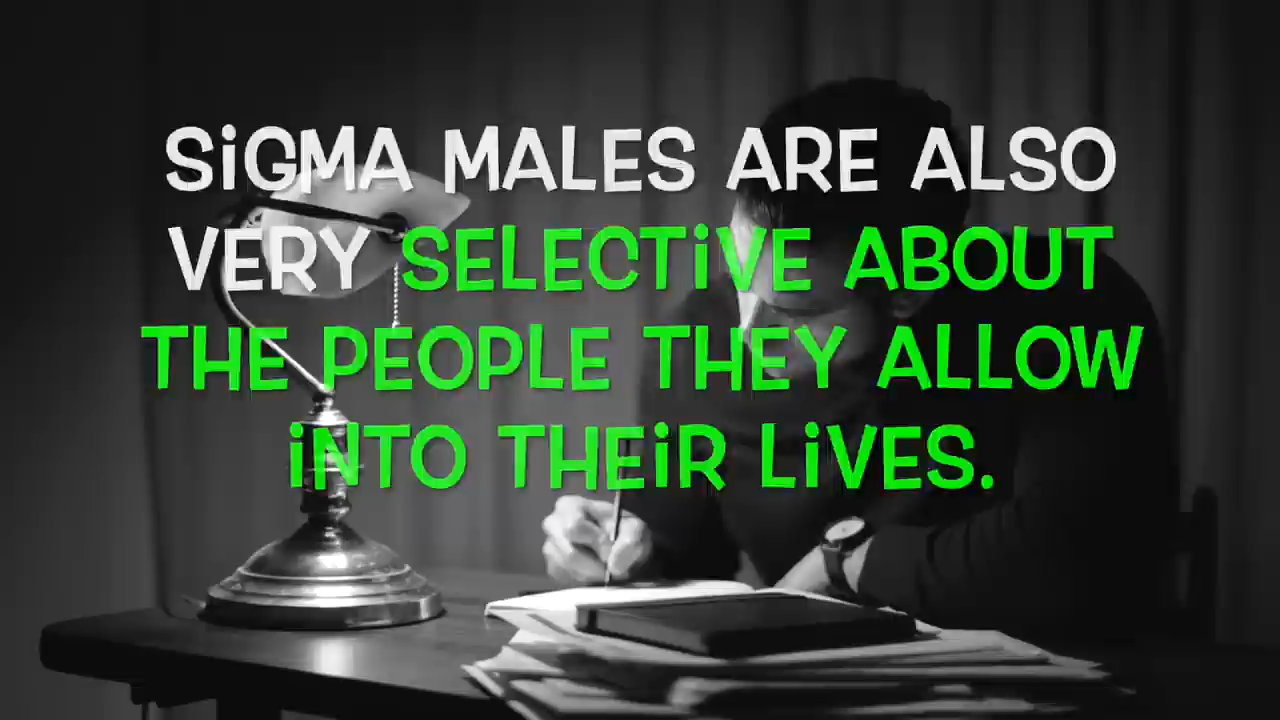 SiGMA MALES ARE ALSO
VERY SELECTiVE ABOUT
THE PEOPLE THEY ALLOW
iNTO THEiR LiVES.